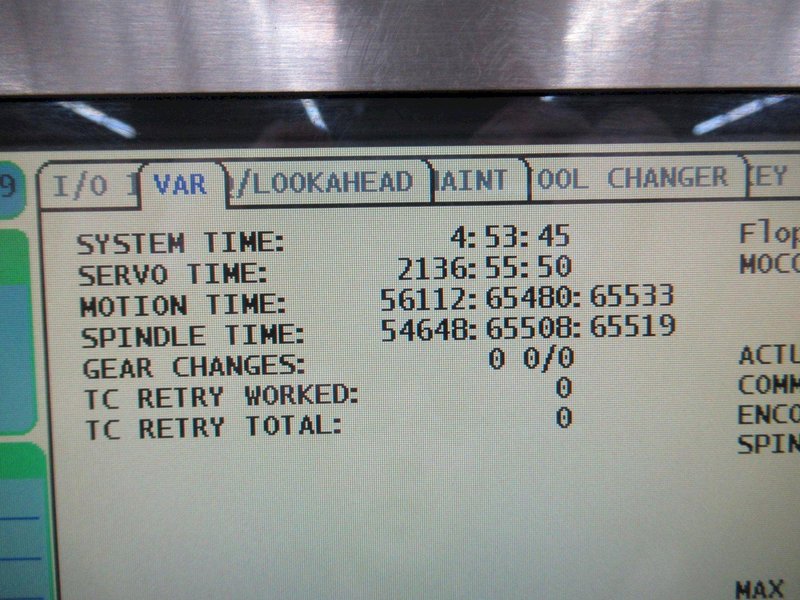 9 I/O VAR /LOOKAHEAD AINT OOL CHANGER EY
SYSTEM TIME: 4:53:45 Flop
SERVO TIME: 2136:55:50 MOCO
MOTION TIME: 56112:65480:65533
SPINDLE TIME: 54648:65508:65519
GEAR CHANGES: 0 0/0 ACTU
TC RETRY WORKED: 0 COMM
TC RETRY TOTAL: 0 ENCO
SPIN
MAX